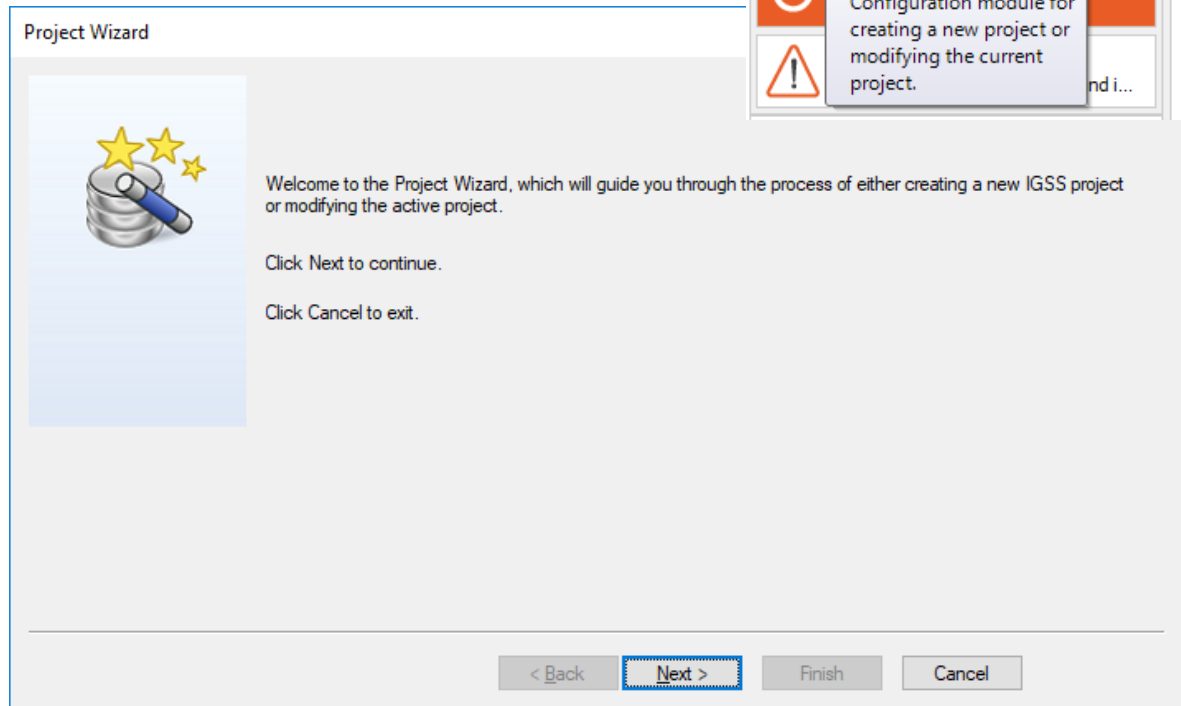 Configuration module for
creating a new project or
modifying the current
project.
nd i...
Project Wizard
Welcome to the Project Wizard, which will guide you through the process of either creating a new IGSS project
or modifying the active project.
Click Next to continue.
Click Cancel to exit.
< Back
Next >
Finish
Cancel